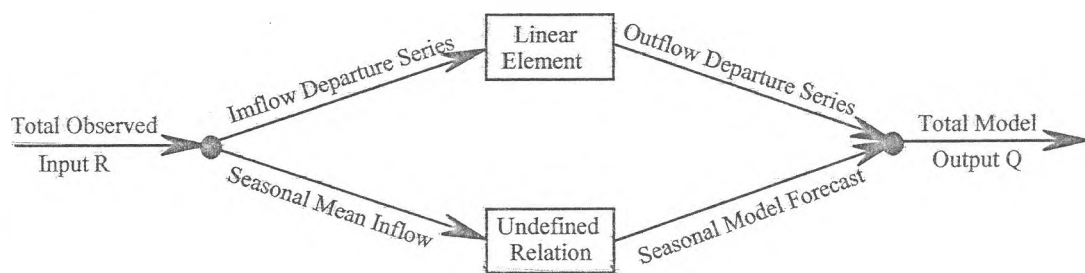 Total Observed
Input R
Imflow Departure Series
Seasonal Mean Inflow
Linear
Element
Undefined
Relation
Outflow Departure Series
Seasonal Model Forecast
Total Model
Output Q